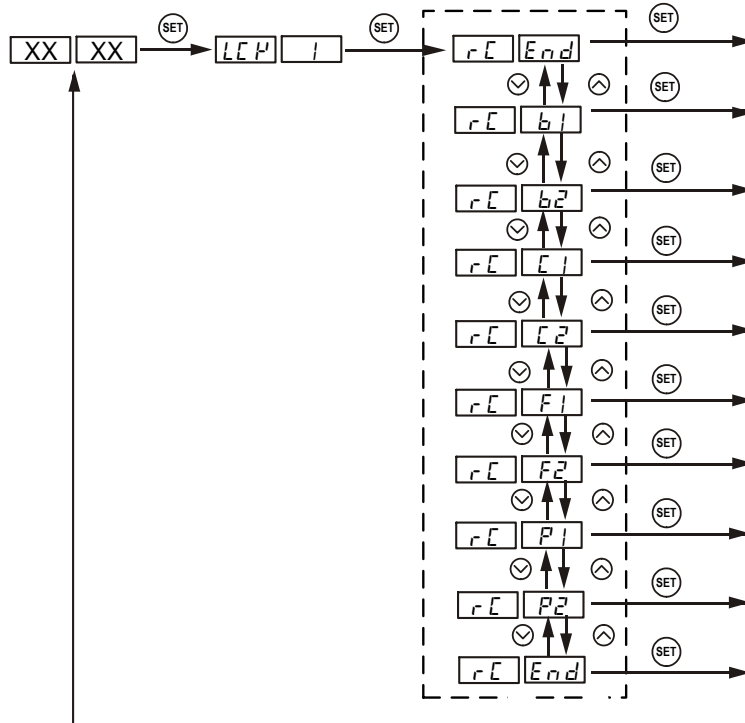 SET
SET SET
XX XX LCK 1 rC End
SET
rC b1
SET
rC b2
SET
rC C1
SET
rC C2
SET
rC F1
SET
rC F2
SET
rC P1
SET
rC P2
SET
rC End